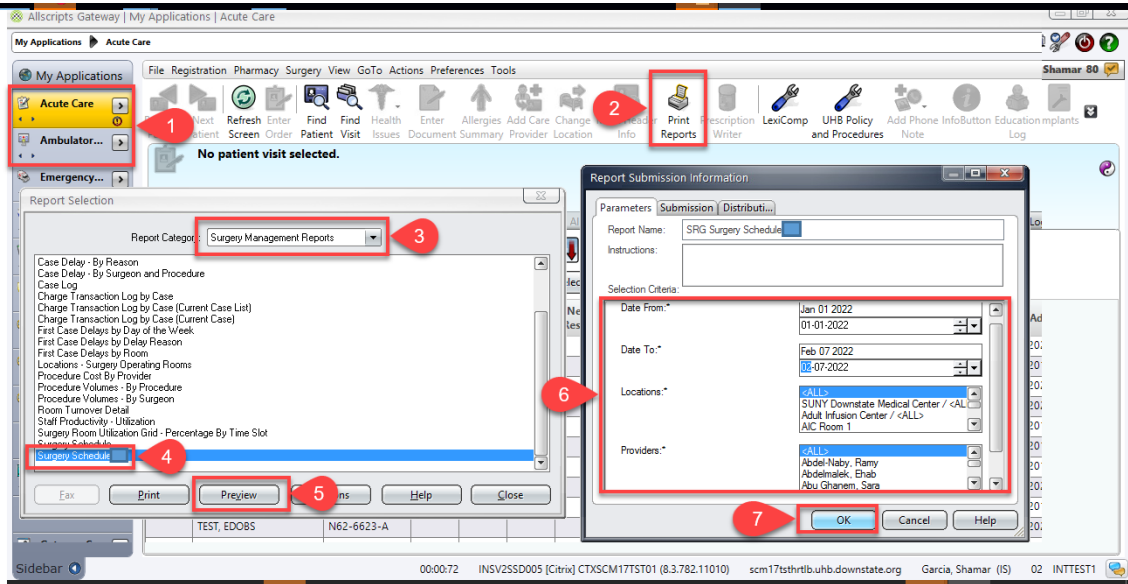 Allscripts Gateway | My Applications | Acute Care
My Applications Acute Care
My Applications
File Registration Pharmacy Surgery View GoTo Actions Preferences Tools
Shamar 80
Acute Care
1
Ambulator...
Emergency...
Next
Refresh Screen
Enter Order
Find Patient
Find Visit
Health Issues
Enter Document
Allergies Summary
Add Care Provider
Change Location
2
Info
Print Reports
Prescription Writer
LexiComp
UHB Policy and Procedures
Add Phone Note
InfoButton
Education Log
mplants
No patient visit selected.
Report Selection
Report Category:
Surgery Management Reports
3
Case Delay - By Reason
Case Delay - By Surgeon and Procedure
Case Log
Charge Transaction Log by Case
Charge Transaction Log by Case (Current Case List)
Charge Transaction Log by Case (Current Case)
First Case Delays by Day of the Week
First Case Delays by Delay Reason
First Case Delays by Room
Locations - Surgery Operating Rooms
Procedure Cost By Provider
Procedure Volumes - By Procedure
Procedure Volumes - By Surgeon
Room Turnover Detail
Staff Productivity - Utilization
Surgery Room Utilization Grid - Percentage By Time Slot
Surgery Schedule
Surgery Schedule
4
Fax Print Preview 5 Help Close
TEST, EDOBS N62-6623-A
Report Submission Information
Parameters Submission Distributi...
Report Name: SRG Surgery Schedule
Instructions:
Selection Criteria:
Date From:* Jan 01 2022
01-01-2022
Date To:* Feb 07 2022
02-07-2022
6
Locations:* <ALL>
SUNY Downstate Medical Center / <AL
Adult Infusion Center / <ALL>
AIC Room 1
Providers:* <ALL>
Abdel-Naby, Ramy
Abdelmalek, Ehab
Abu Ghanem, Sara
7 OK Cancel Help
Sidebar
00:00:72 INSV2SSD005 [Citrix] CTXSCM17TST01 (8.3.782.11010) scm17tsthrtlb.uhb.downstate.org Garcia, Shamar (IS) 02 INTTEST1